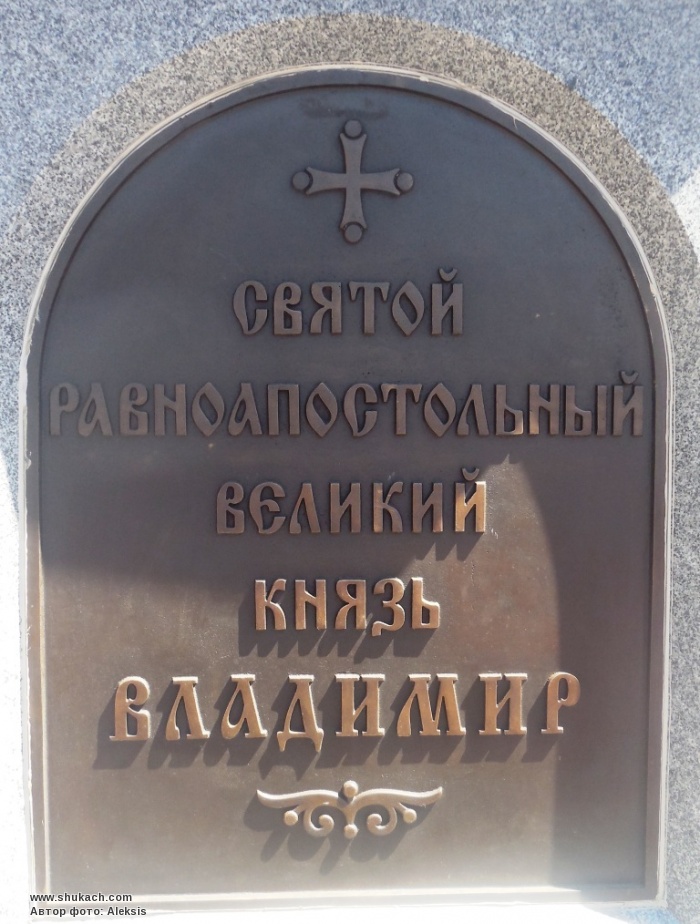 СВЯТОЙ
РАВНОАПОСТОЛЬНЫЙ
ВЕЛИКИЙ
КНЯЗЬ
ВЛАДИМИР
www.shukach.com
Автор фото: Aleksis